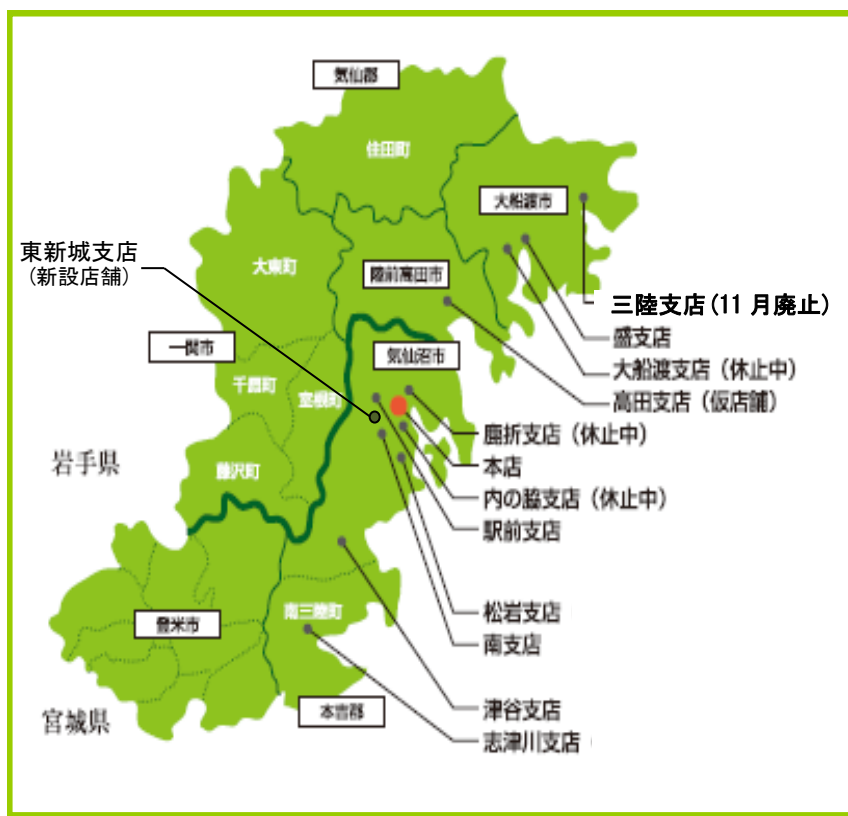 気仙郡
住田町
大船渡市
東新城支店
（新設店舗）
大東町
陸前高田市
三陸支店（11月廃止）
盛支店
一関市
気仙沼市
大船渡支店（休止中）
千厩町
室根町
高田支店（仮店舗）
鹿折支店（休止中）
岩手県
藤沢町
本店
内の脇支店（休止中）
駅前支店
登米市
南三陸町
松岩支店
南支店
宮城県
本吉郡
津谷支店
志津川支店